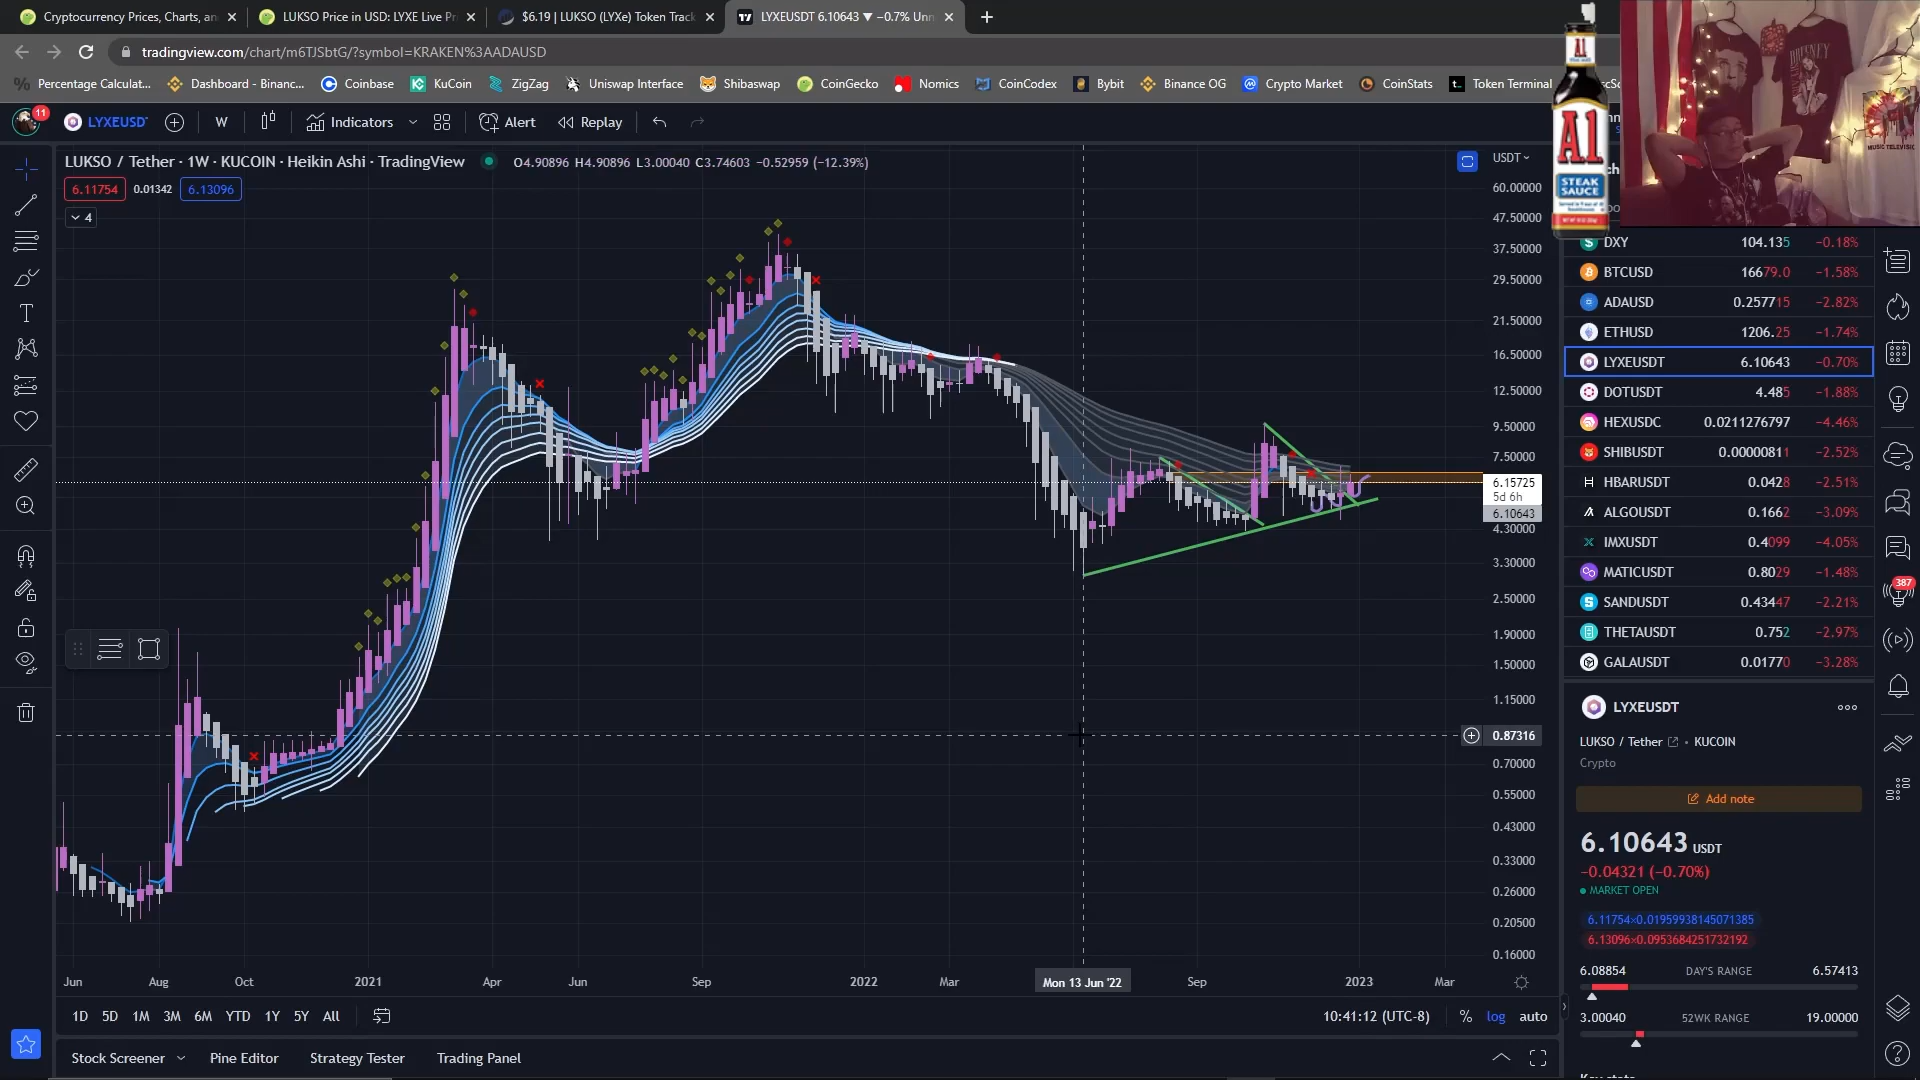 Cryptocurrency Prices, Charts, an
LUKSO Price in USD: LYXE Live Pr
$6.19 | LUKSO (LYXe) Token Track
LYXEUSDT 6.10643 ▼ −0.7% Unn
tradingview.com/chart/m6TJSbtG/?symbol=KRAKEN%3AADAUSD
Percentage Calculat...
Dashboard - Binanc...
Coinbase
KuCoin
ZigZag
Uniswap Interface
Shibaswap
CoinGecko
Nomics
CoinCodex
Bybit
Binance OG
Crypto Market
CoinStats
Token Terminal
11
LYXEUSD
W
Indicators
Alert
Replay
LUKSO / Tether · 1W · KUCOIN · Heikin Ashi · TradingView
O4.90896 H4.90896 L3.00040 C3.74603 −0.52959 (−12.39%)
6.11754
0.01342
6.13096
4
USDT
60.00000
47.50000
37.50000
29.50000
21.50000
16.50000
12.50000
9.50000
7.50000
6.15725
5d 6h
6.10643
4.30000
3.30000
2.50000
1.90000
1.50000
1.15000
0.87316
0.70000
0.55000
0.43000
0.33000
0.26000
0.20500
0.16000
Jun
Aug
Oct
2021
Apr
Jun
Sep
2022
Mar
Mon 13 Jun '22
Sep
2023
Mar
1D 5D 1M 3M 6M YTD 1Y 5Y All
10:41:12 (UTC-8)
%
log
auto
Stock Screener
Pine Editor
Strategy Tester
Trading Panel
A1
A1
STEAK
SAUCE
BRITNEY
MUSIC TELEVISIO
DXY 104.135 −0.18%
BTCUSD 16679.0 −1.58%
ADAUSD 0.257715 −2.82%
ETHUSD 1206.25 −1.74%
LYXEUSDT 6.10643 −0.70%
DOTUSDT 4.485 −1.88%
HEXUSDC 0.0211276797 −4.46%
SHIBUSDT 0.00000811 −2.52%
HBARUSDT 0.0428 −2.51%
ALGOUSDT 0.1662 −3.09%
IMXUSDT 0.4099 −4.05%
MATICUSDT 0.8029 −1.48%
SANDUSDT 0.43447 −2.21%
THETAUSDT 0.752 −2.97%
GALAUSDT 0.01770 −3.28%
387
LYXEUSDT
LUKSO / Tether • KUCOIN
Crypto
Add note
6.10643 USDT
−0.04321 (−0.70%)
MARKET OPEN
6.11754×0.01959938145071385
6.13096×0.0953684251732192
6.08854 DAY'S RANGE 6.57413
3.00040 52WK RANGE 19.00000